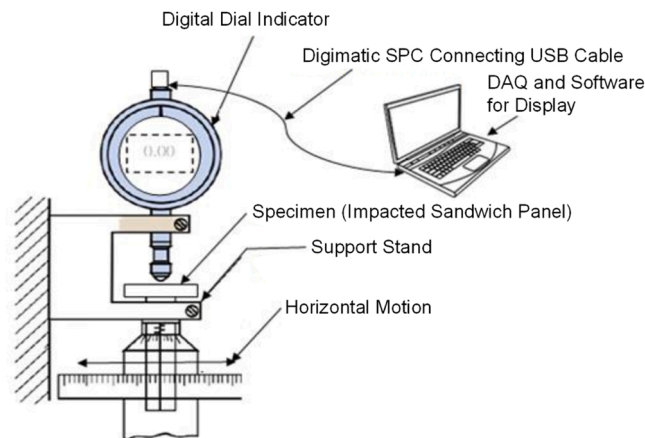 Digital Dial Indicator
Digimatic SPC Connecting USB Cable
DAQ and Software
for Display
0.00
Specimen (Impacted Sandwich Panel)
Support Stand
Horizontal Motion